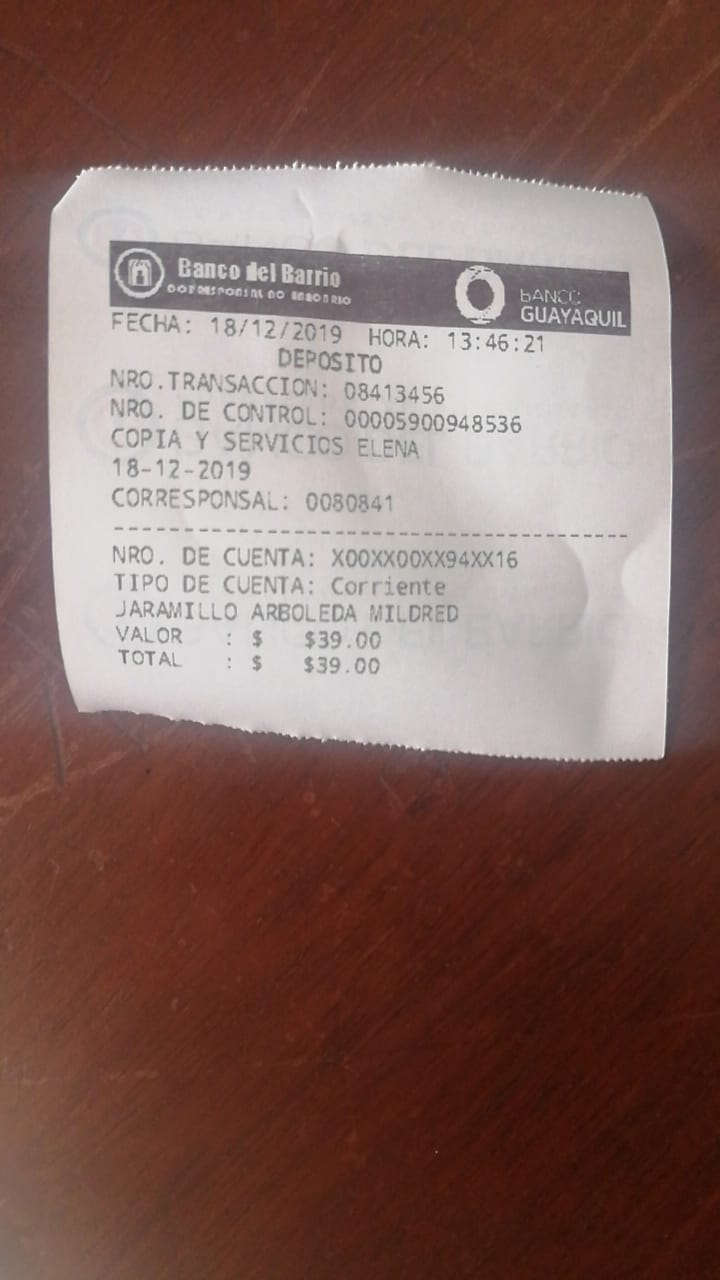 Banco del Barrio
CORRESPONSAL NO BANCARIO
BANCO
GUAYAQUIL
FECHA: 18/12/2019 HORA: 13:46:21
DEPOSITO
NRO.TRANSACCION: 08413456
NRO. DE CONTROL: 00005900948536
COPIA Y SERVICIOS ELENA
18-12-2019
CORRESPONSAL: 0080841
NRO. DE CUENTA: X00XX00XX94XX16
TIPO DE CUENTA: Corriente
JARAMILLO ARBOLEDA MILDRED
VALOR : $ $39.00
TOTAL : $ $39.00